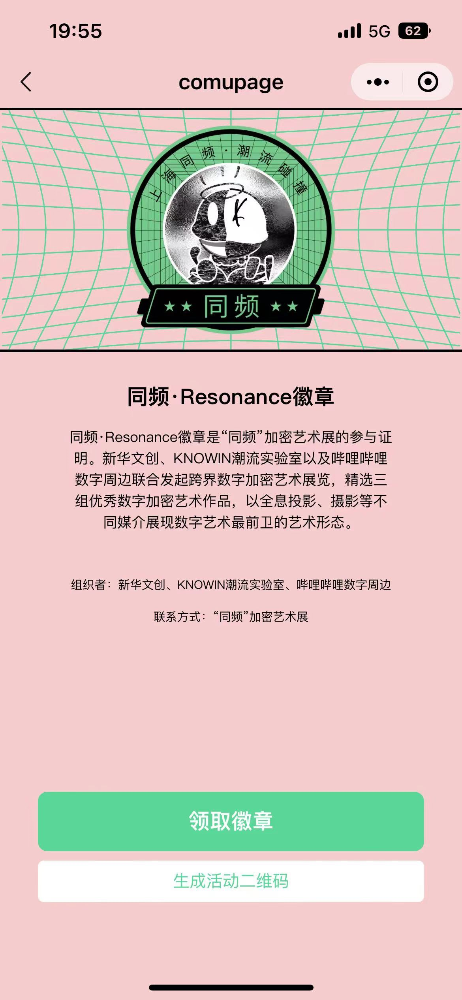 19:55
5G 62
comupage
上海同频·潮流碰撞
★★ 同频 ★★
同频·Resonance徽章
同频·Resonance徽章是“同频”加密艺术展的参与证
明。新华文创、KNOWIN潮流实验室以及哔哩哔哩
数字周边联合发起跨界数字加密艺术展览，精选三
组优秀数字加密艺术作品，以全息投影、摄影等不
同媒介展现数字艺术最前卫的艺术形态。
组织者：新华文创、KNOWIN潮流实验室、哔哩哔哩数字周边
联系方式：“同频”加密艺术展
领取徽章
生成活动二维码